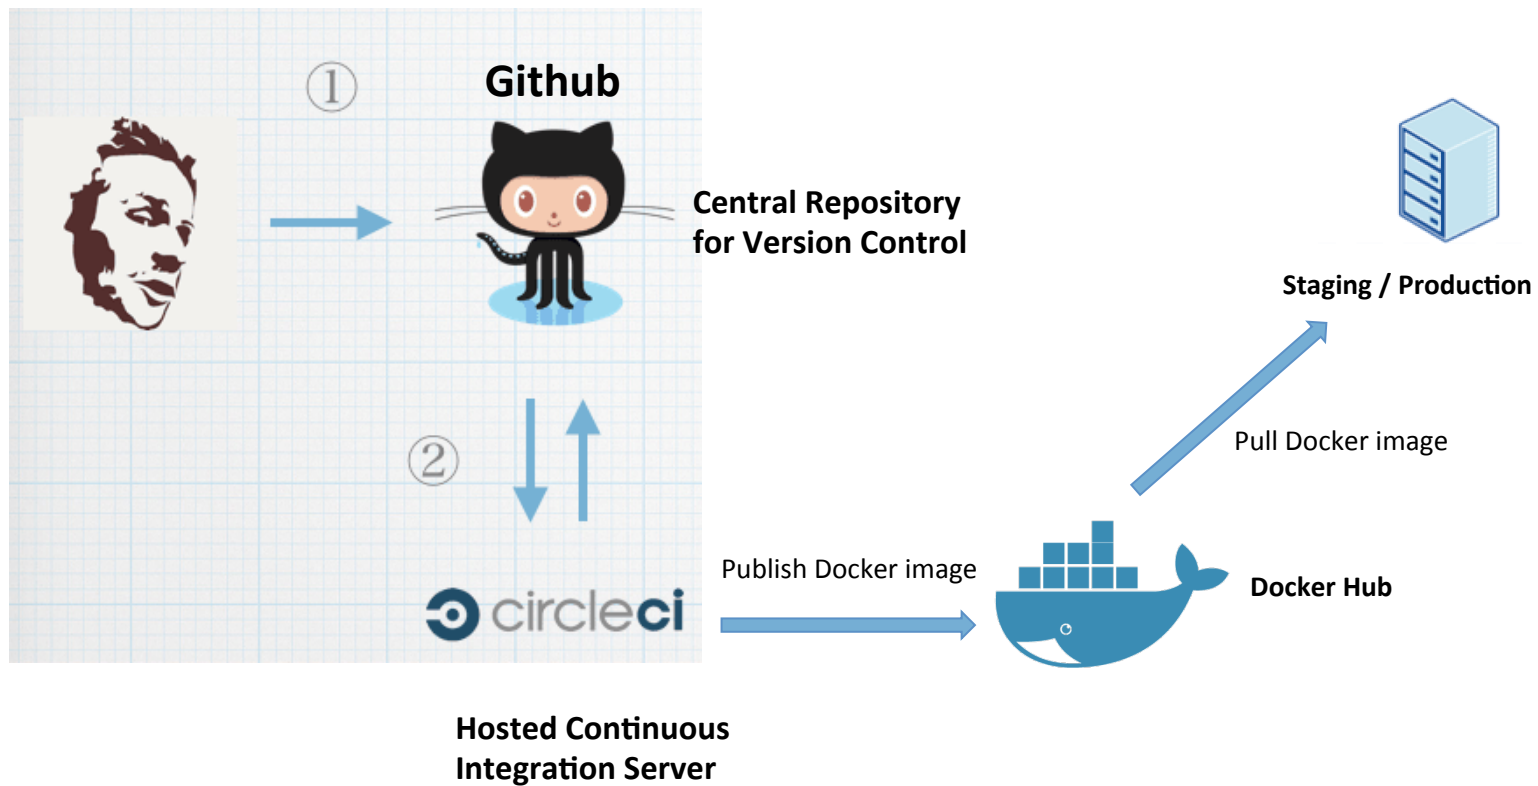 ①
Github
Central Repository
for Version Control
Staging / Production
②
Pull Docker image
Publish Docker image
circleci
Docker Hub
Hosted Continuous
Integration Server